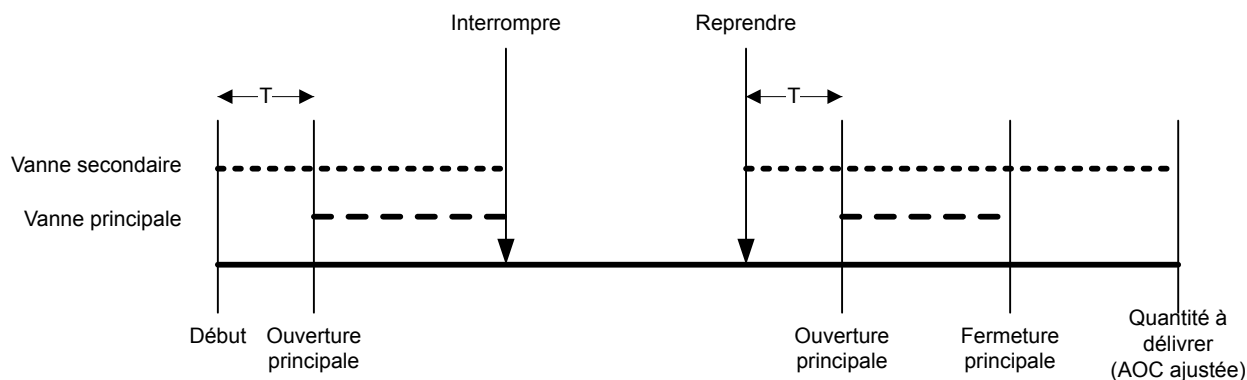 Interrompre
Reprendre
T
T
Vanne secondaire
Vanne principale
Début
Ouverture
principale
Ouverture
principale
Fermeture
principale
Quantité à
délivrer
(AOC ajustée)